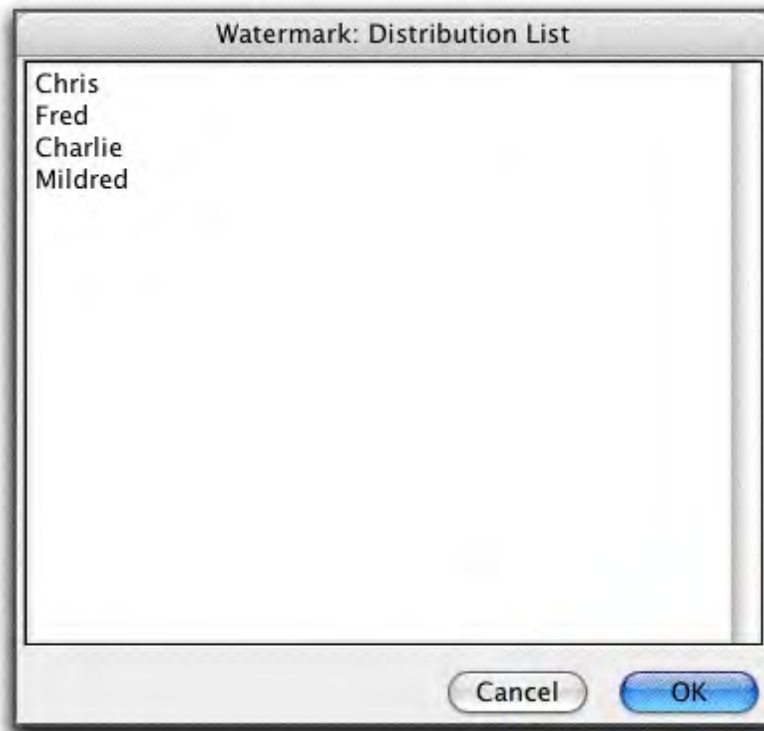 Watermark: Distribution List
Chris
Fred
Charlie
Mildred
Cancel
OK